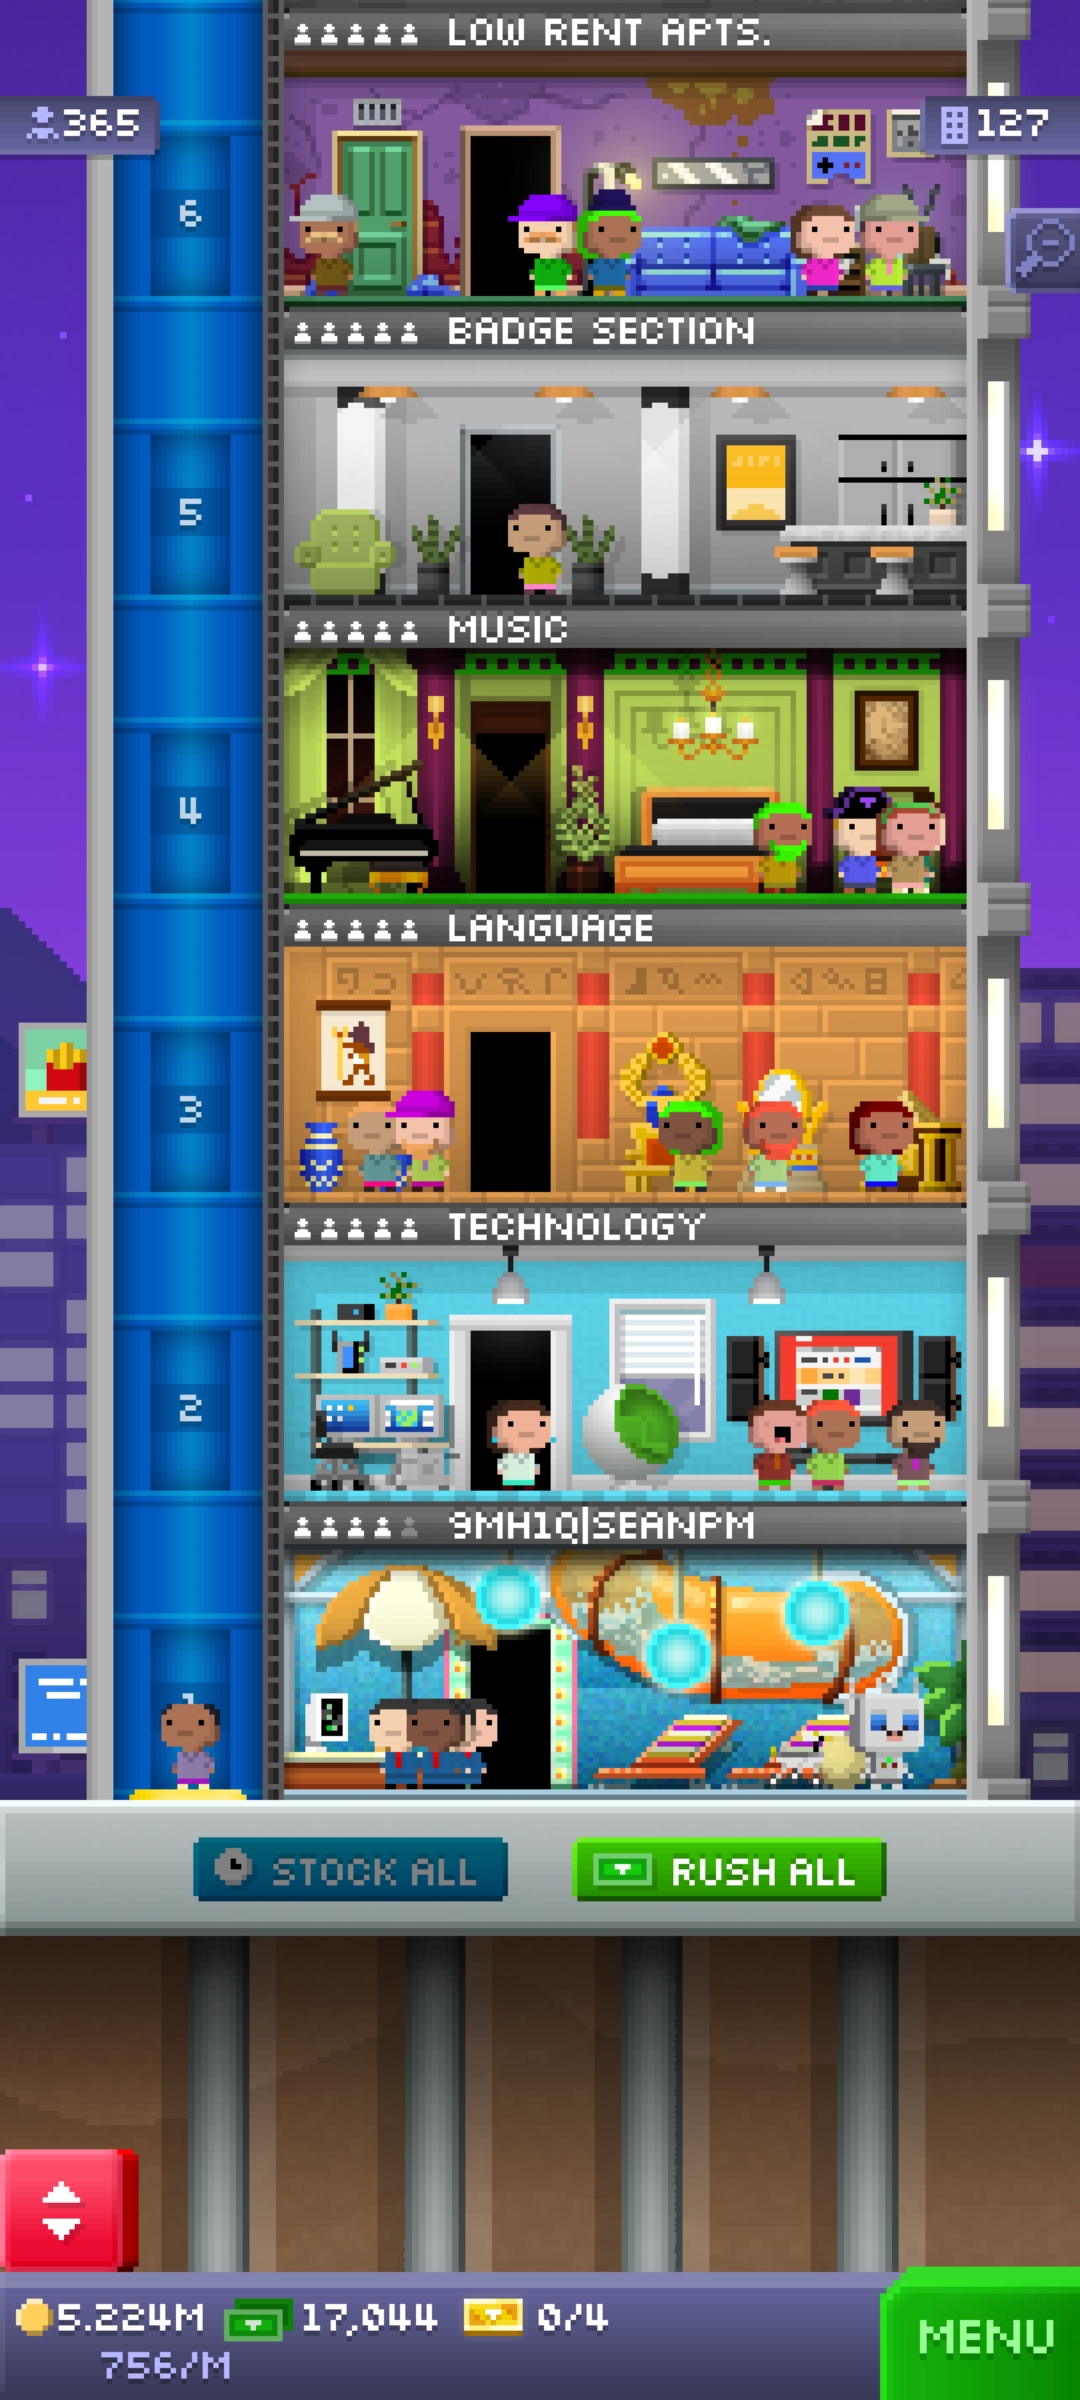 LOW RENT APTS.
365
127
6
BADGE SECTION
5
MUSIC
4
LANGUAGE
3
TECHNOLOGY
2
9MH1Q|SEANPM
STOCK ALL
RUSH ALL
5.224M 17,044 0/4
756/M
MENU